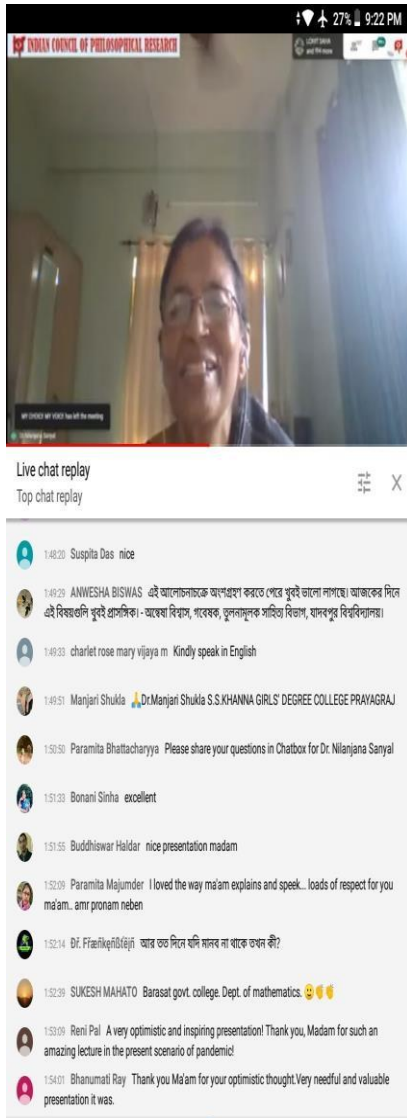 27% 9:22 PM
INDIAN COUNCIL OF PHILOSOPHICAL RESEARCH
and more
MY CHOICE MY VOICE has left the meeting
Dr Nilanjana Sanyal
Live chat replay
Top chat replay
1:48:20 Suspita Das nice
1:49:29 ANWESHA BISWAS এই আলোচনাচক্রে অংশগ্রহণ করতে পেরে খুবই ভালো লাগছে। আজকের দিনে
এই বিষয়গুলি খুবই প্রাসঙ্গিক। - অন্বেষা বিশ্বাস, গবেষক, তুলনামূলক সাহিত্য বিভাগ, যাদবপুর বিশ্ববিদ্যালয়।
1:49:33 charlet rose mary vijaya m Kindly speak in English
1:49:51 Manjari Shukla 🙏Dr.Manjari Shukla S.S.KHANNA GIRLS' DEGREE COLLEGE PRAYAGRAJ
1:50:50 Paramita Bhattacharyya Please share your questions in Chatbox for Dr. Nilanjana Sanyal
1:51:33 Bonani Sinha excellent
1:51:55 Buddhiswar Haldar nice presentation madam
1:52:09 Paramita Majumder I loved the way ma'am explains and speek... loads of respect for you
ma'am.. amr pronam neben
1:52:14 Ðř. Fřæñkęñßtëįñ আর তত দিনে যদি মানব না থাকে তখন কী?
1:52:39 SUKESH MAHATO Barasat govt. college. Dept. of mathematics. 🙂👏👏
1:53:09 Reni Pal A very optimistic and inspiring presentation! Thank you, Madam for such an
amazing lecture in the present scenario of pandemic!
1:54:01 Bhanumati Ray Thank you Ma'am for your optimistic thought.Very needful and valuable
presentation it was.